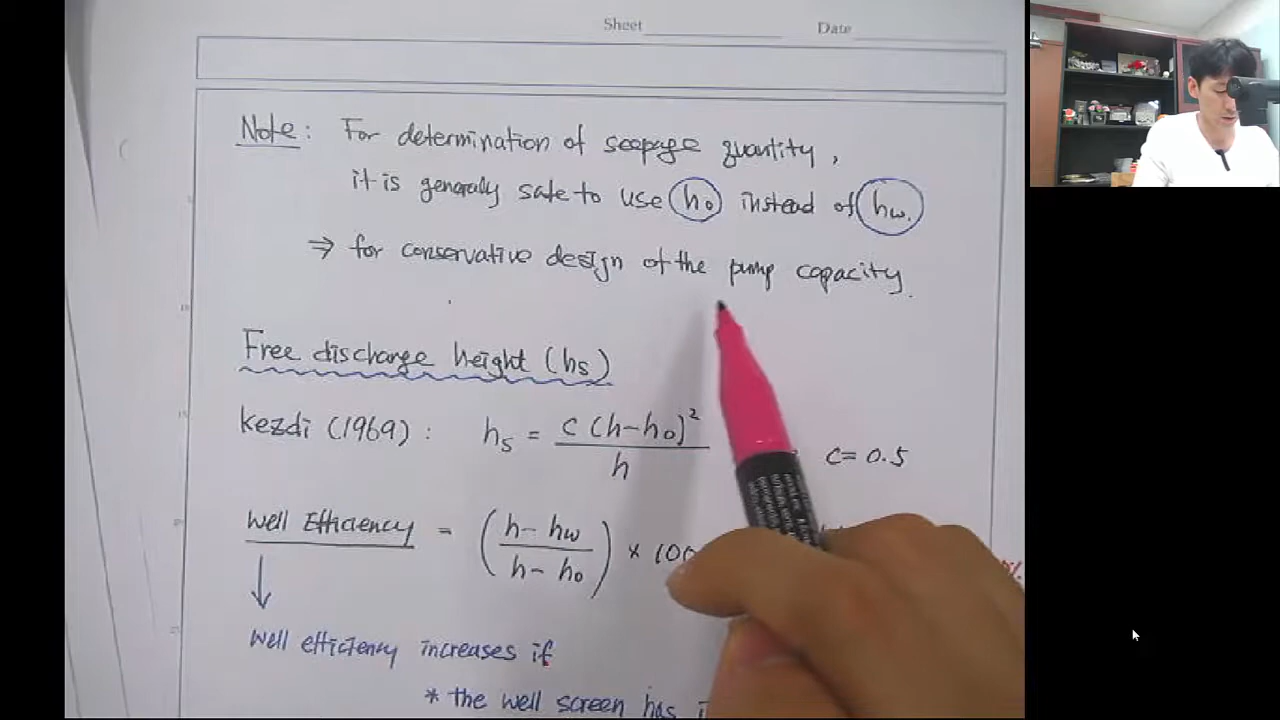 Sheet Date
Note: For determination of seepage quantity,
it is generally safe to use h₀ instead of hw.
⇒ for conservative design of the pump capacity.
Free discharge height (hs)
Kezdi (1969): hs = c (h-h₀)² / h c= 0.5
Well Efficiency = (h- hw / h- h₀) × 100 %
Well efficiency increases if
* the well screen has